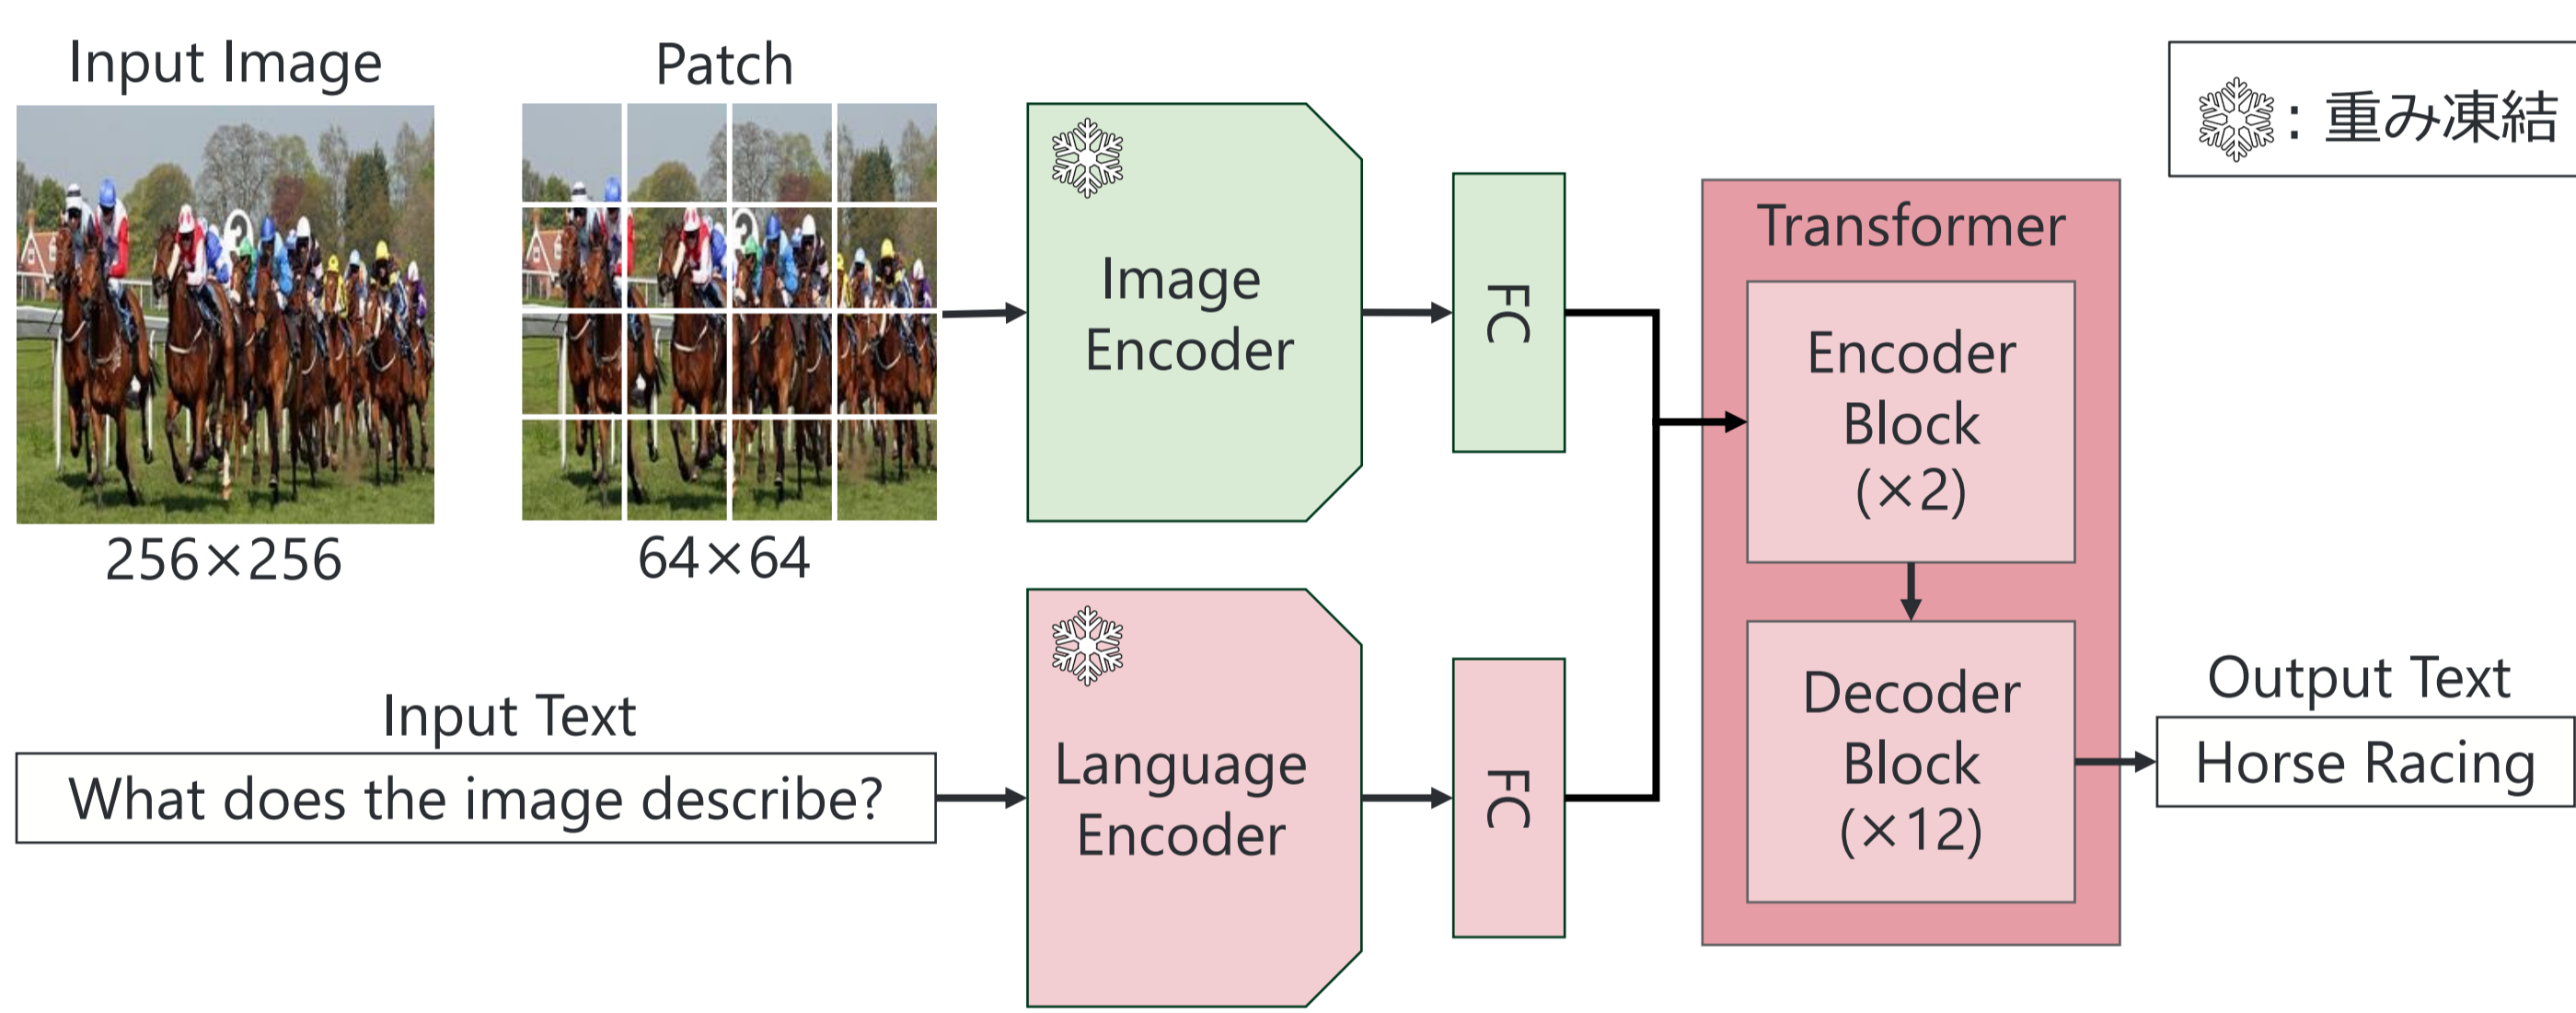 Input Image
Patch
: 重み凍結
256×256
64×64
Image
Encoder
FC
Transformer
Encoder
Block
(×2)
Input Text
What does the image describe?
Language
Encoder
FC
Decoder
Block
(×12)
Output Text
Horse Racing